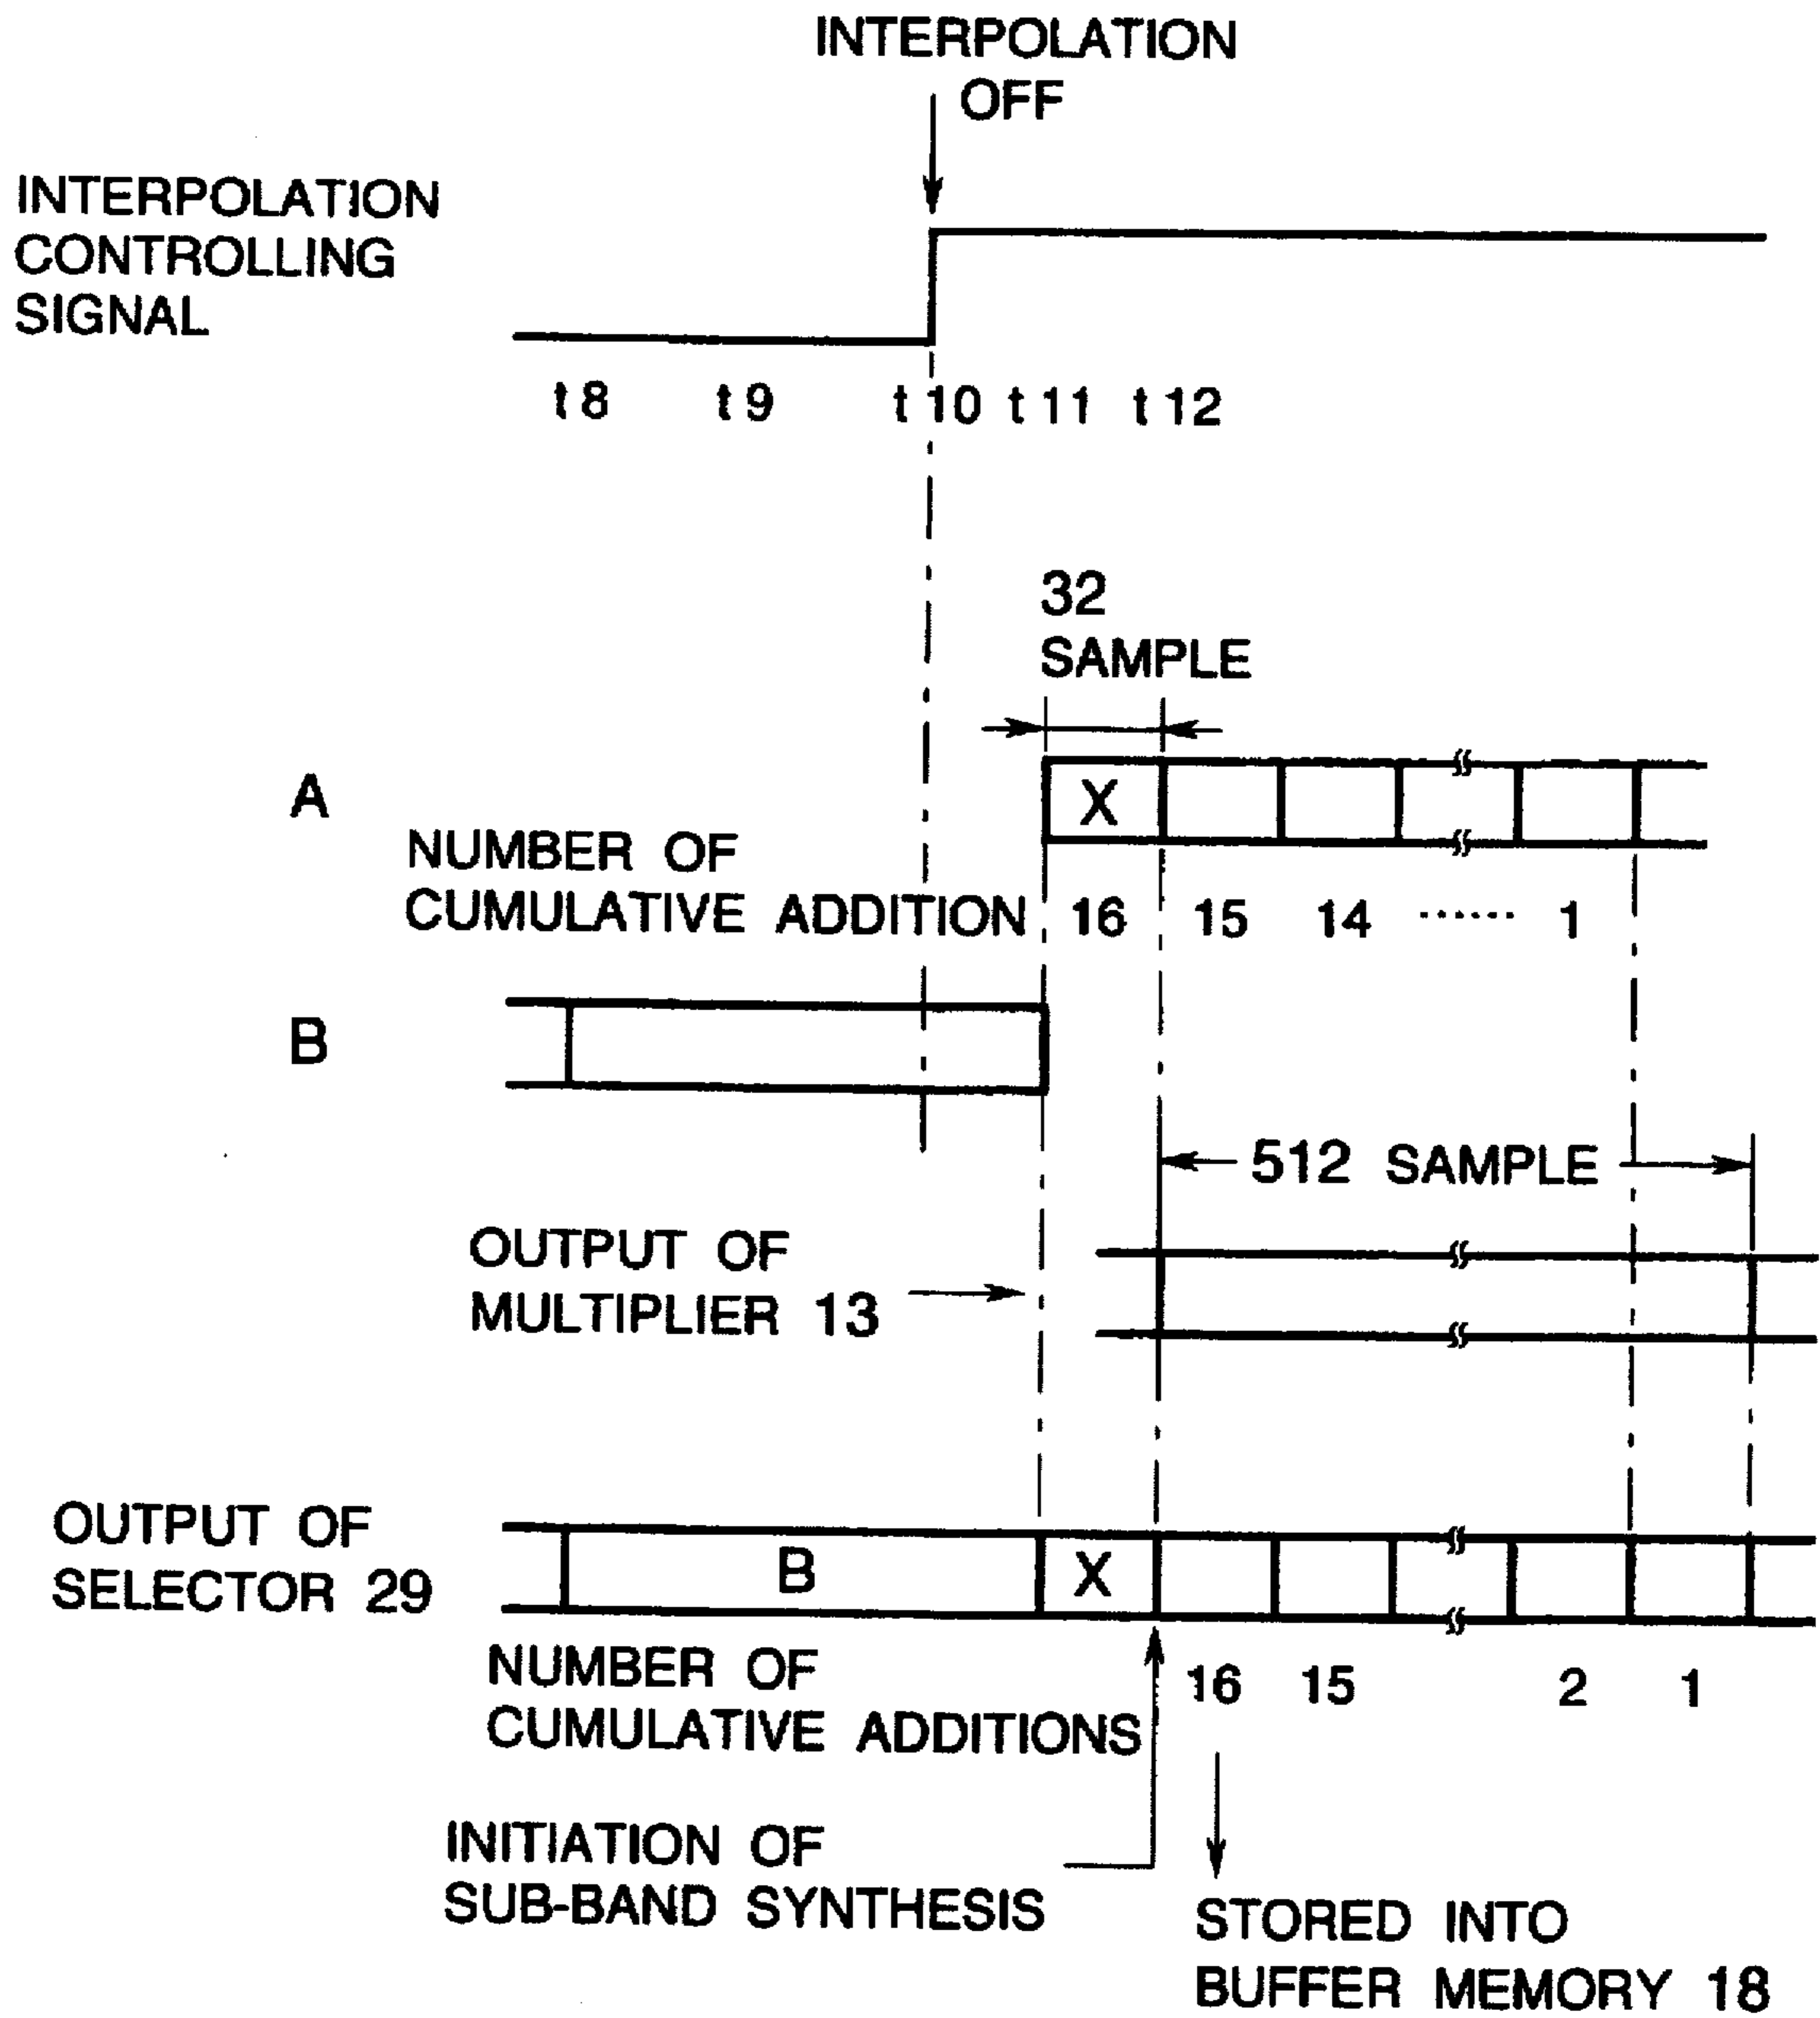 INTERPOLATION
OFF
INTERPOLATION
CONTROLLING
SIGNAL
t8 t9 t10 t11 t12
32
SAMPLE
A
X
NUMBER OF
CUMULATIVE ADDITION 16 15 14 ...... 1
B
512 SAMPLE
OUTPUT OF
MULTIPLIER 13
OUTPUT OF
SELECTOR 29
B X
NUMBER OF
CUMULATIVE ADDITIONS
16 15 2 1
INITIATION OF
SUB-BAND SYNTHESIS
STORED INTO
BUFFER MEMORY 18